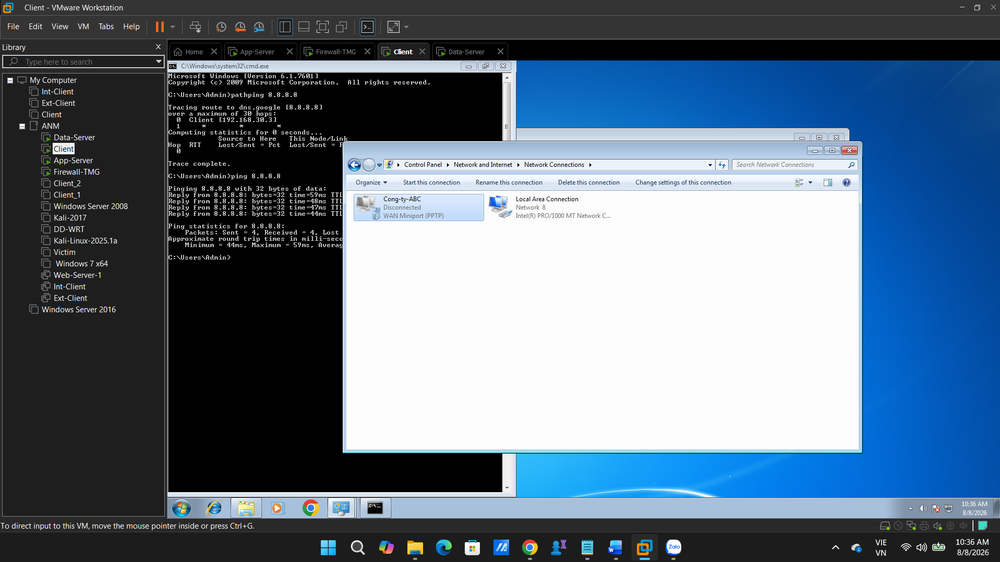 Client - VMware Workstation
File Edit View VM Tabs Help
Library
Type here to search
My Computer
Int-Client
Ext-Client
Client
ANM
Data-Server
Client
App-Server
Firewall-TMG
Client_2
Client_1
Windows Server 2008
Kali-2017
DD-WRT
Kali-Linux-2025.1a
Victim
Windows 7 x64
Web-Server-1
Int-Client
Ext-Client
Windows Server 2016
Home App-Server Firewall-TMG Client Data-Server
C:\Windows\system32\cmd.exe
Microsoft Windows [Version 6.1.7601]
Copyright (c) 2009 Microsoft Corporation.  All rights reserved.
C:\Users\Admin>pathping 8.8.8.8
Tracing route to dns.google [8.8.8.8]
over a maximum of 30 hops:
0 Client [192.168.30.3]
1 * * *
Computing statistics for 0 seconds...
Source to Here This Node/Link
Hop RTT Lost/Sent = Pct Lost/Sent = P
0
Trace complete.
C:\Users\Admin>ping 8.8.8.8
Pinging 8.8.8.8 with 32 bytes of data:
Reply from 8.8.8.8: bytes=32 time=59ms TTL
Reply from 8.8.8.8: bytes=32 time=48ms TTL
Reply from 8.8.8.8: bytes=32 time=47ms TTL
Reply from 8.8.8.8: bytes=32 time=44ms TTL
Ping statistics for 8.8.8.8:
Packets: Sent = 4, Received = 4, Lost
Approximate round trip times in milli-seco
Minimum = 44ms, Maximum = 59ms, Averag
C:\Users\Admin>
Control Panel Network and Internet Network Connections
Search Network Connections
Organize Start this connection Rename this connection Delete this connection Change settings of this connection
Cong-ty-ABC
Disconnected
WAN Miniport (PPTP)
Local Area Connection
Network 8
Intel(R) PRO/1000 MT Network C...
10:36 AM
8/8/2026
To direct input to this VM, move the mouse pointer inside or press Ctrl+G.
Zalo
VIE
VN
10:36 AM
8/8/2026